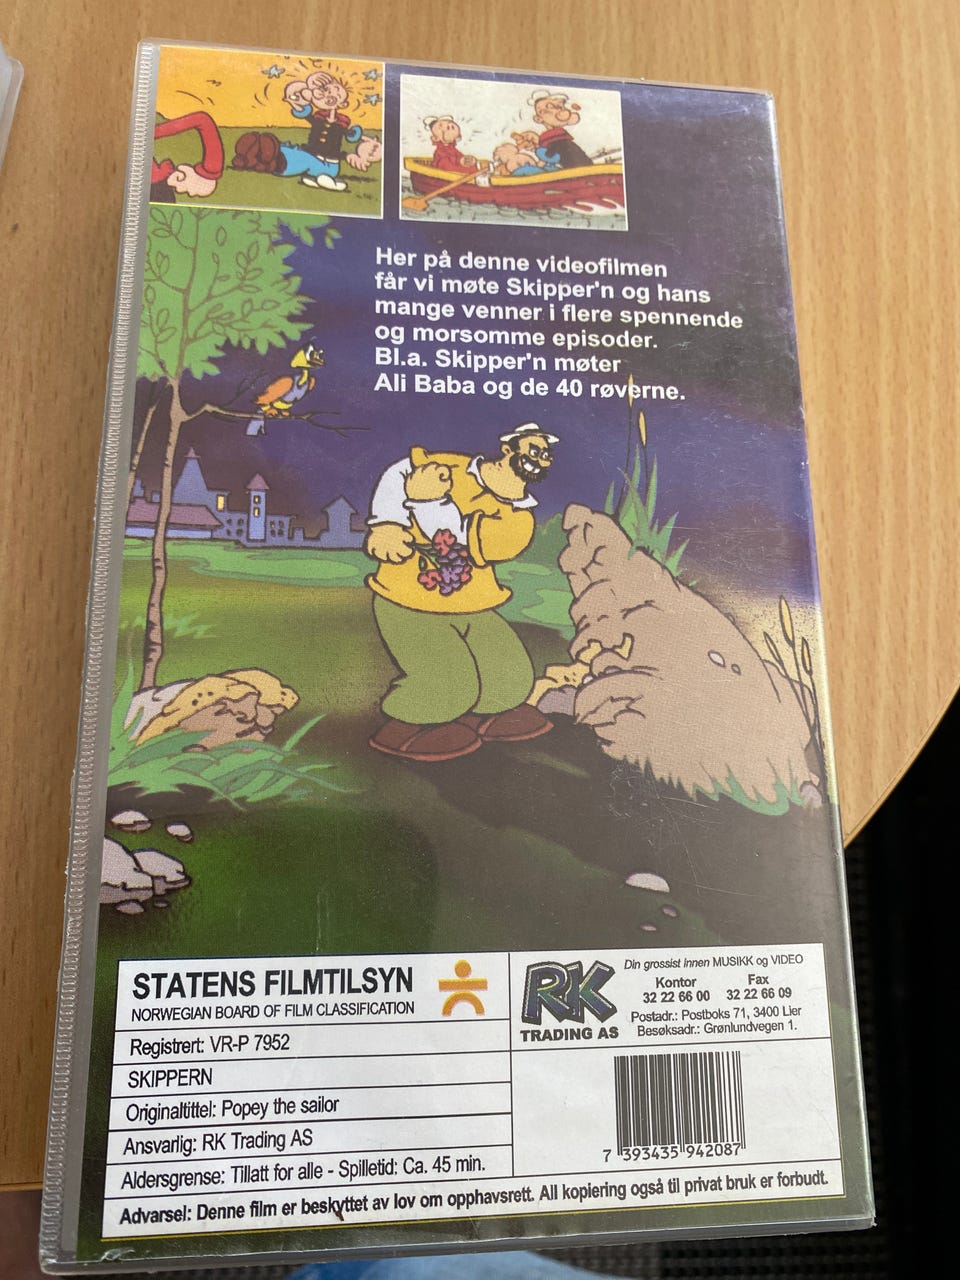 Her på denne videofilmen
får vi møte Skipper'n og hans
mange venner i flere spennende
og morsomme episoder.
Bl.a. Skipper'n møter
Ali Baba og de 40 røverne.
STATENS FILMTILSYN
NORWEGIAN BOARD OF FILM CLASSIFICATION
Registrert: VR-P 7952
SKIPPERN
Originaltittel: Popey the sailor
Ansvarlig: RK Trading AS
Aldersgrense: Tillatt for alle - Spilletid: Ca. 45 min.
Advarsel: Denne film er beskyttet av lov om opphavsrett. All kopiering også til privat bruk er forbudt.
RK
TRADING AS
Din grossist innen MUSIKK og VIDEO
Kontor Fax
32 22 66 00 32 22 66 09
Postadr.: Postboks 71, 3400 Lier
Besøksadr.: Grønlundvegen 1.
7 393435 942087